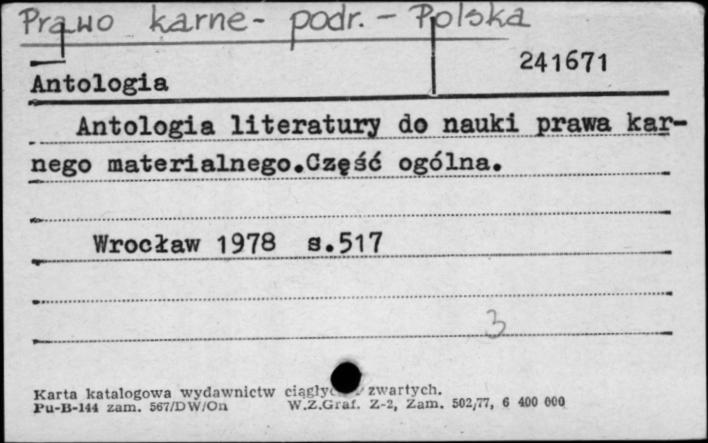 Prawo karne - podr. - Polska
241671
Antologia
Antologia literatury do nauki prawa kar-
nego materialnego.Część ogólna.
Wrocław 1978 s.517
3
Karta katalogowa wydawnictw ciągły zwartych.
Pu-B-144 zam. 567/DW/On W.Z.Graf. Z-2, Zam. 502/77, 6 400 000